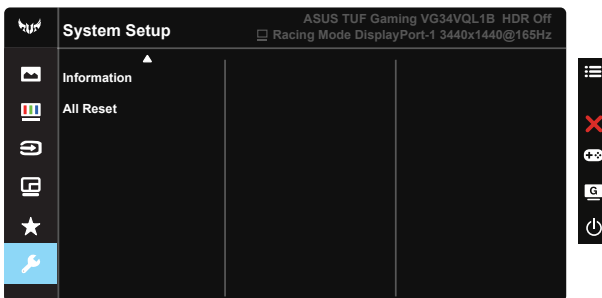 System Setup
ASUS TUF Gaming VG34VQL1B HDR Off
Racing Mode DisplayPort-1 3440x1440@165Hz
Information
All Reset
G